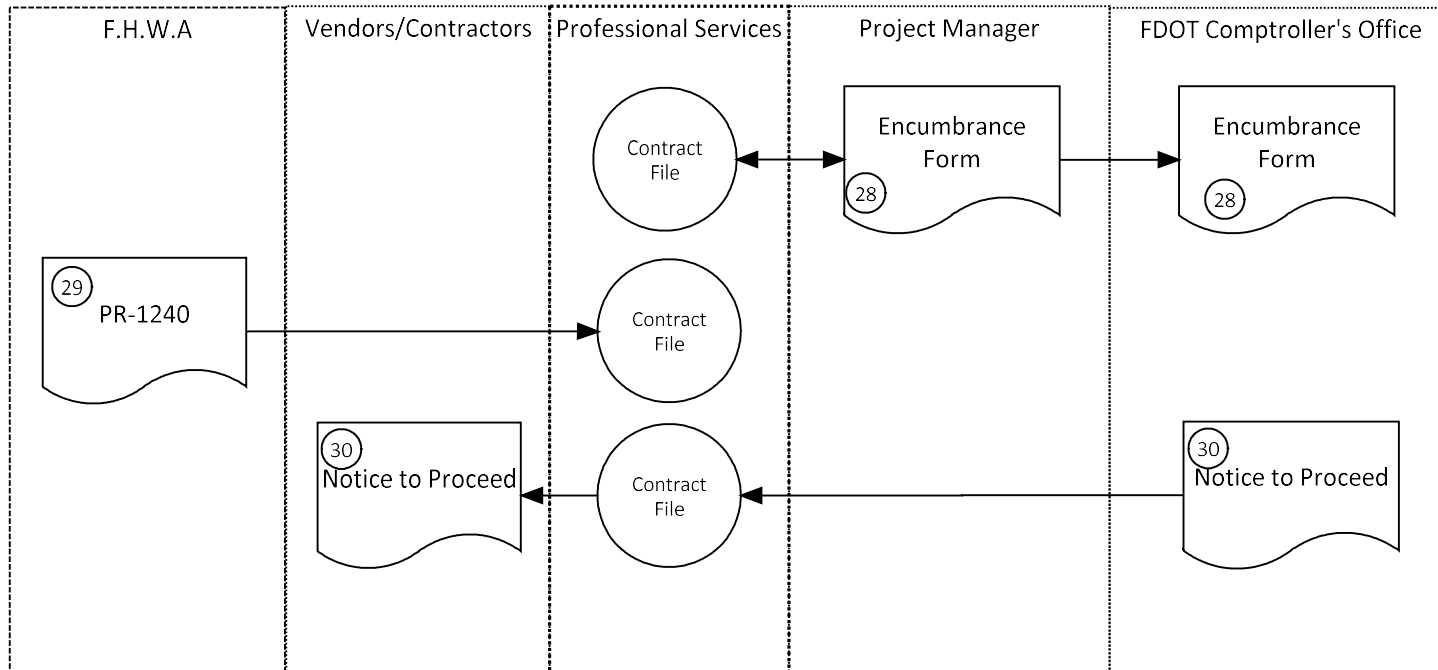 F.H.W.A
Vendors/Contractors
Professional Services
Project Manager
FDOT Comptroller's Office
Contract
File
Encumbrance
Form
28
Encumbrance
Form
28
29
PR-1240
Contract
File
30
Notice to Proceed
Contract
File
30
Notice to Proceed